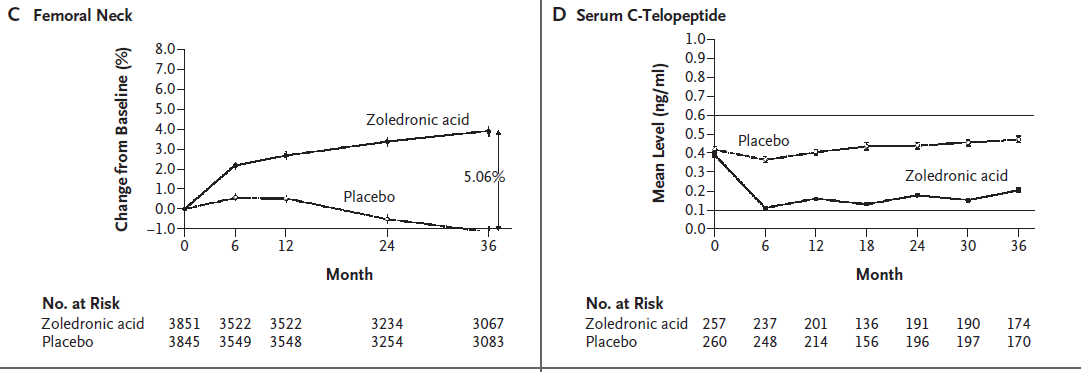 C Femoral Neck
Change from Baseline (%)
8.0
7.0
6.0
5.0
4.0
3.0
2.0
1.0
0.0
−1.0
Zoledronic acid
5.06%
Placebo
0 6 12 24 36
Month
No. at Risk
Zoledronic acid 3851 3522 3522 3234 3067
Placebo 3845 3549 3548 3254 3083
D Serum C-Telopeptide
Mean Level (ng/ml)
1.0
0.9
0.8
0.7
0.6
0.5
0.4
0.3
0.2
0.1
0.0
Placebo
Zoledronic acid
0 6 12 18 24 30 36
Month
No. at Risk
Zoledronic acid 257 237 201 136 191 190 174
Placebo 260 248 214 156 196 197 170